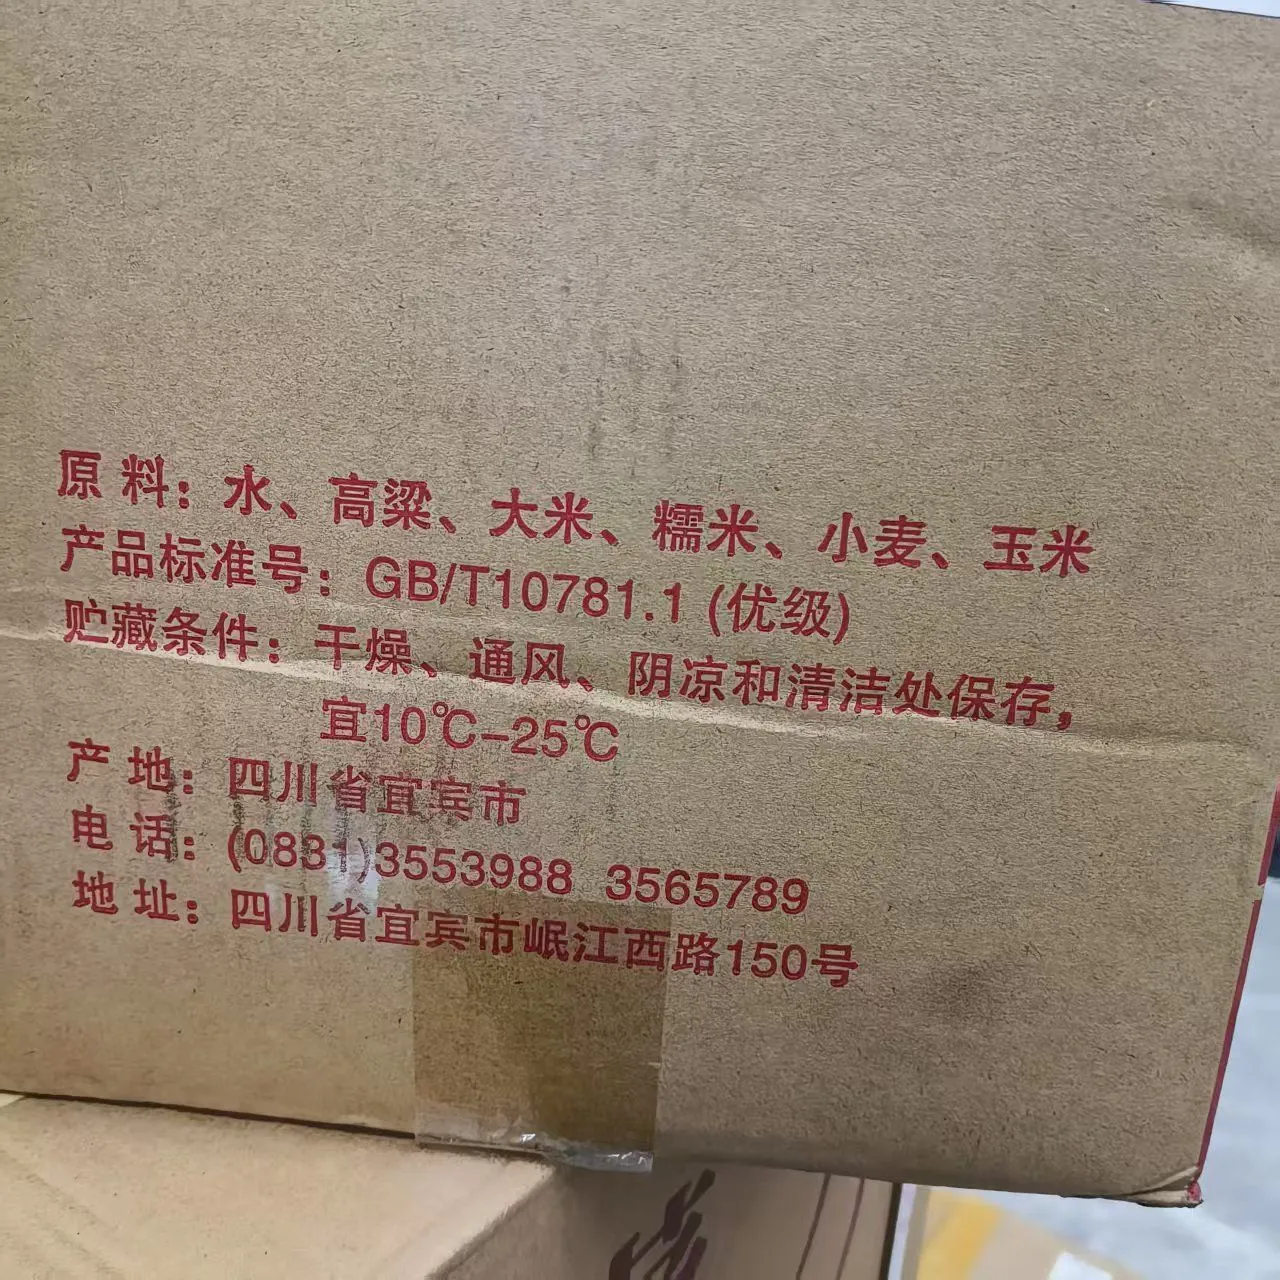 原 料：水、高粱、大米、糯米、小麦、玉米
产品标准号：GB/T10781.1 (优级)
贮藏条件：干燥、通风、阴凉和清洁处保存，
宜10℃-25℃
产 地：四川省宜宾市
电 话：(0831)3553988 3565789
地 址：四川省宜宾市岷江西路150号